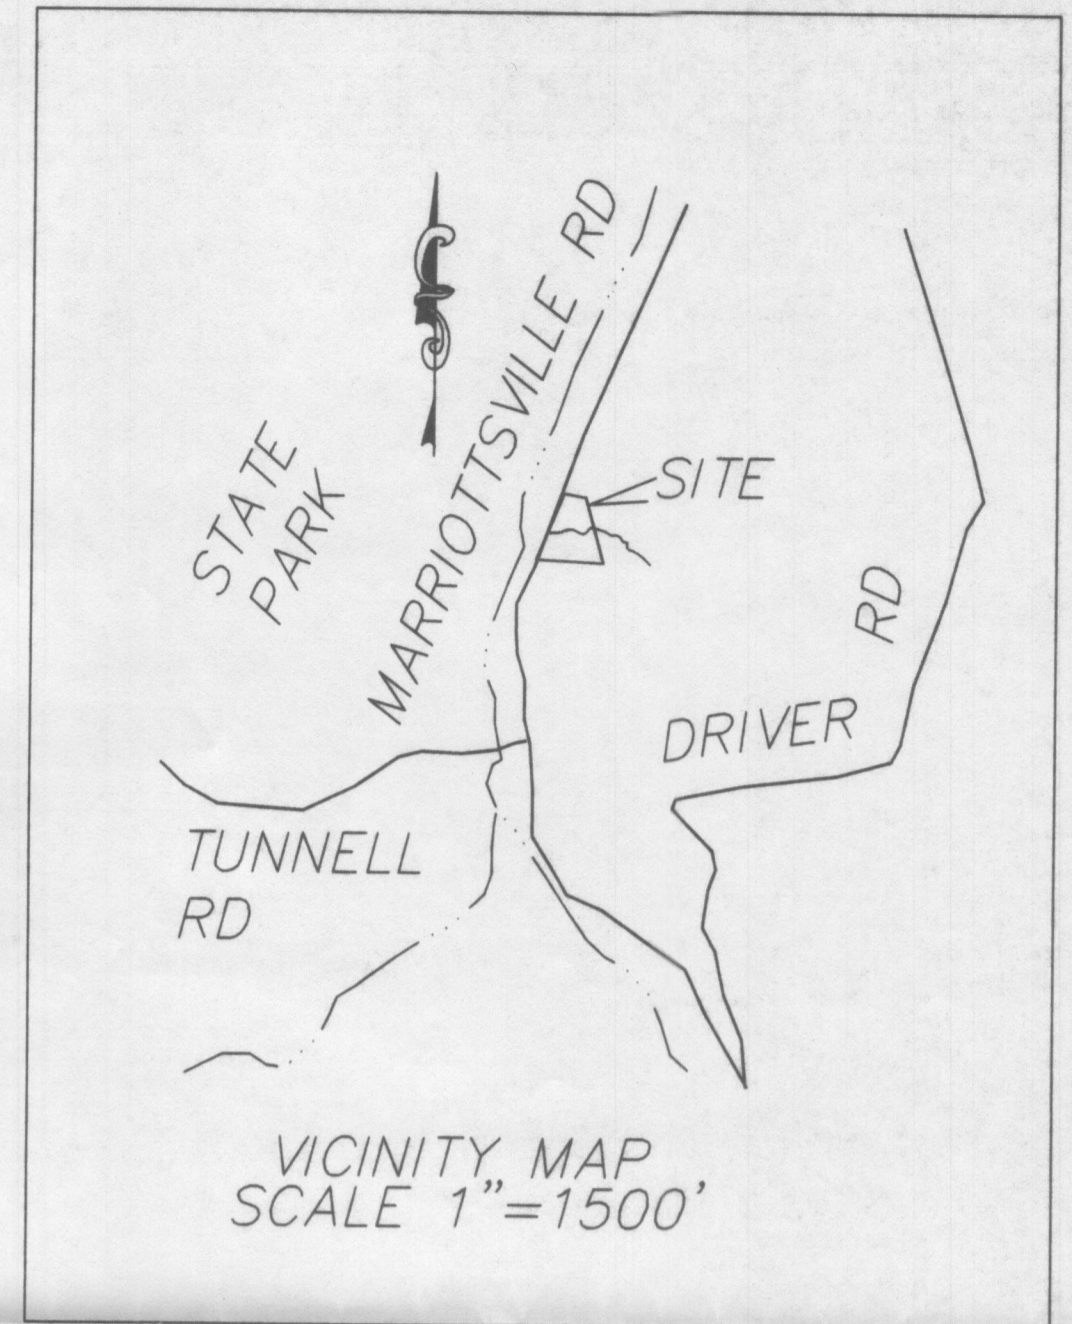 MARRIOTTSVILLE RD
STATE
PARK
SITE
DRIVER RD
TUNNELL
RD
VICINITY MAP
SCALE 1"=1500'